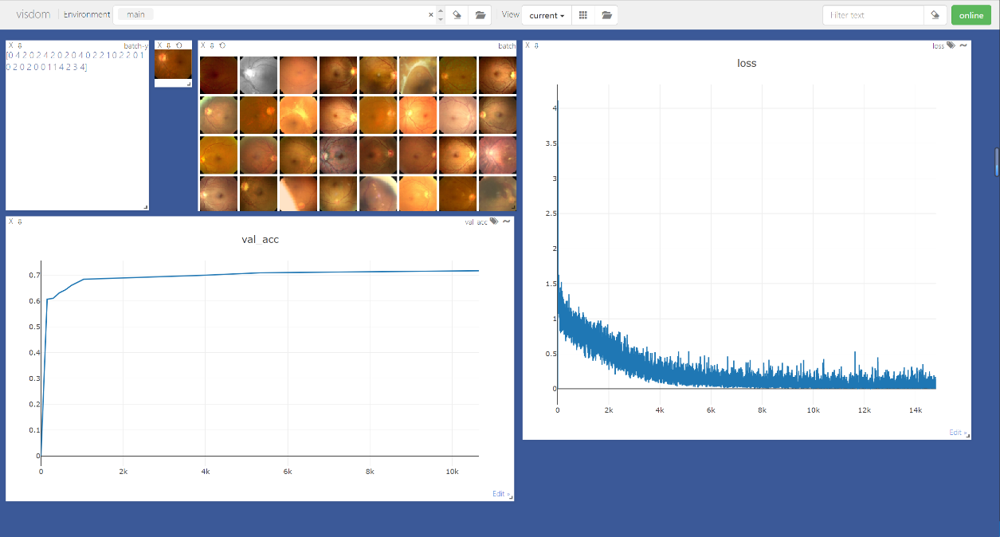 visdom Environment main × View current Filter text online
X batch-y
[0 4 2 0 2 4 2 0 2 0 4 0 2 2 1 0 2 2 0 1
0 2 0 2 0 0 1 1 4 2 3 4]
X
X batch
X loss
loss
4
3.5
3
2.5
2
1.5
1
0.5
0
0 2k 4k 6k 8k 10k 12k 14k
Edit »
X val_acc
val_acc
0.7
0.6
0.5
0.4
0.3
0.2
0.1
0
0 2k 4k 6k 8k 10k
Edit »